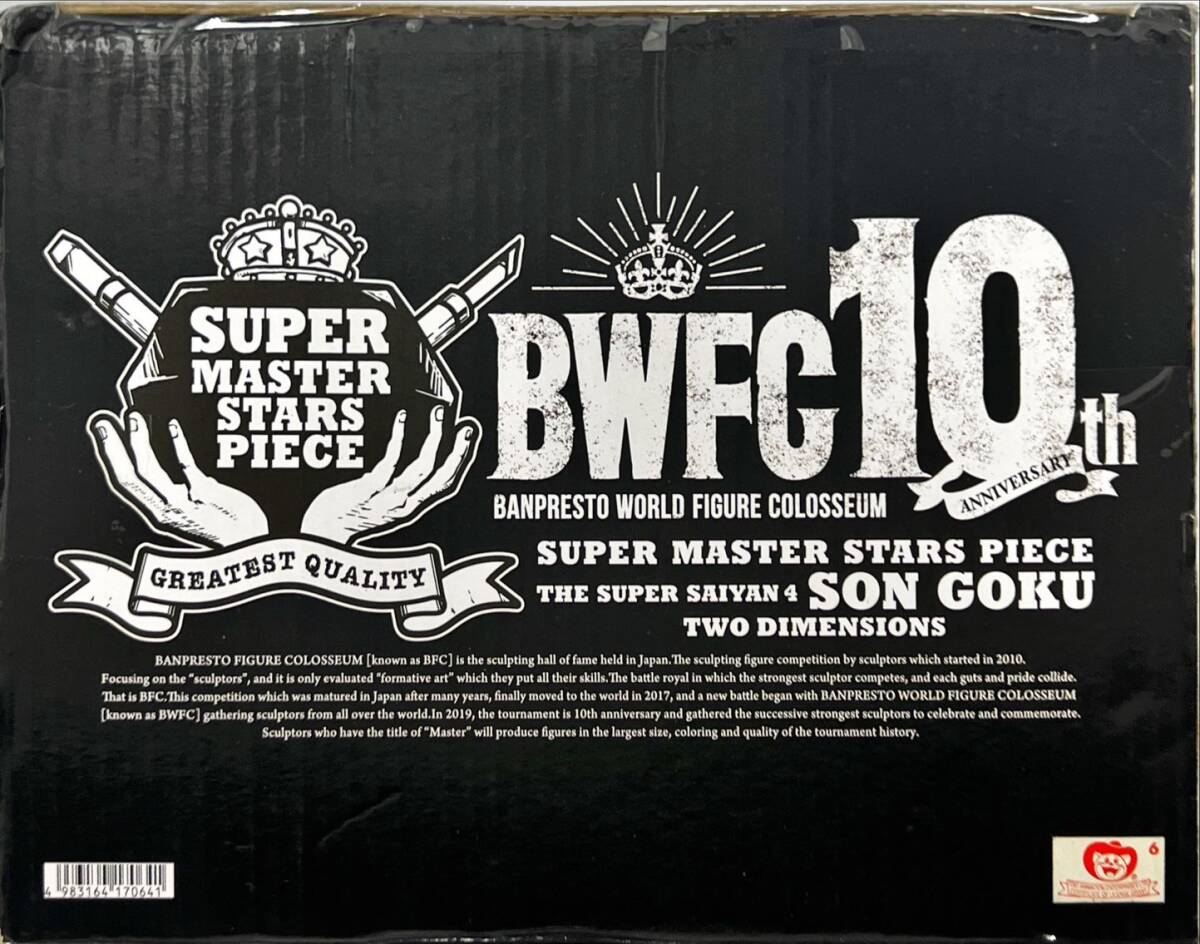 SUPER
MASTER
STARS
PIECE
GREATEST QUALITY
BWFC 10th
ANNIVERSARY
BANPRESTO WORLD FIGURE COLOSSEUM
SUPER MASTER STARS PIECE
THE SUPER SAIYAN 4 SON GOKU
TWO DIMENSIONS
BANPRESTO FIGURE COLOSSEUM [known as BFC] is the sculpting hall of fame held in Japan.The sculpting figure competition by sculptors which started in 2010.
Focusing on the "sculptors", and it is only evaluated "formative art" which they put all their skills.The battle royal in which the strongest sculptor competes, and each guts and pride collide.
That is BFC.This competition which was matured in Japan after many years, finally moved to the world in 2017, and a new battle began with BANPRESTO WORLD FIGURE COLOSSEUM
[known as BWFC] gathering sculptors from all over the world.In 2019, the tournament is 10th anniversary and gathered the successive strongest sculptors to celebrate and commemorate.
Sculptors who have the title of "Master" will produce figures in the largest size, coloring and quality of the tournament history.
4 983164 170641
6